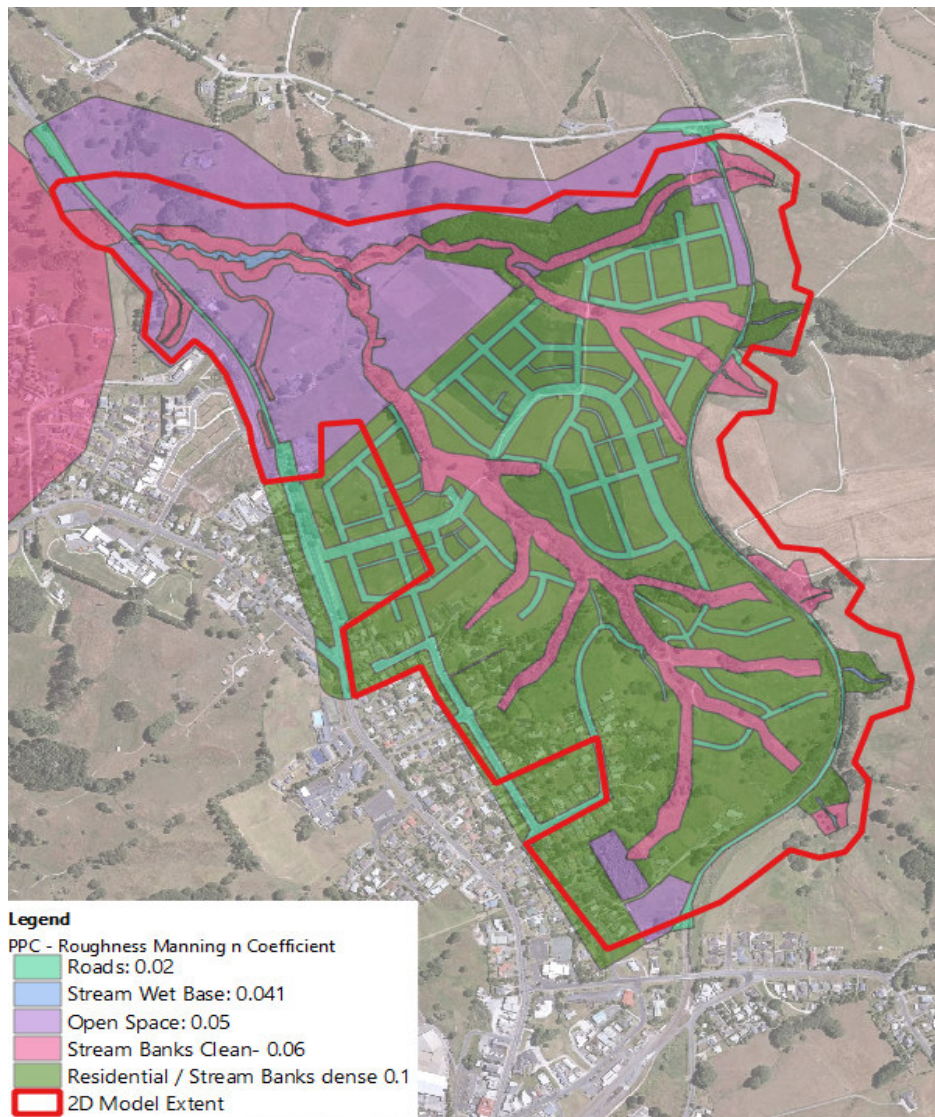 Legend
PPC - Roughness Manning n Coefficient
Roads: 0.02
Stream Wet Base: 0.041
Open Space: 0.05
Stream Banks Clean- 0.06
Residential / Stream Banks dense 0.1
2D Model Extent